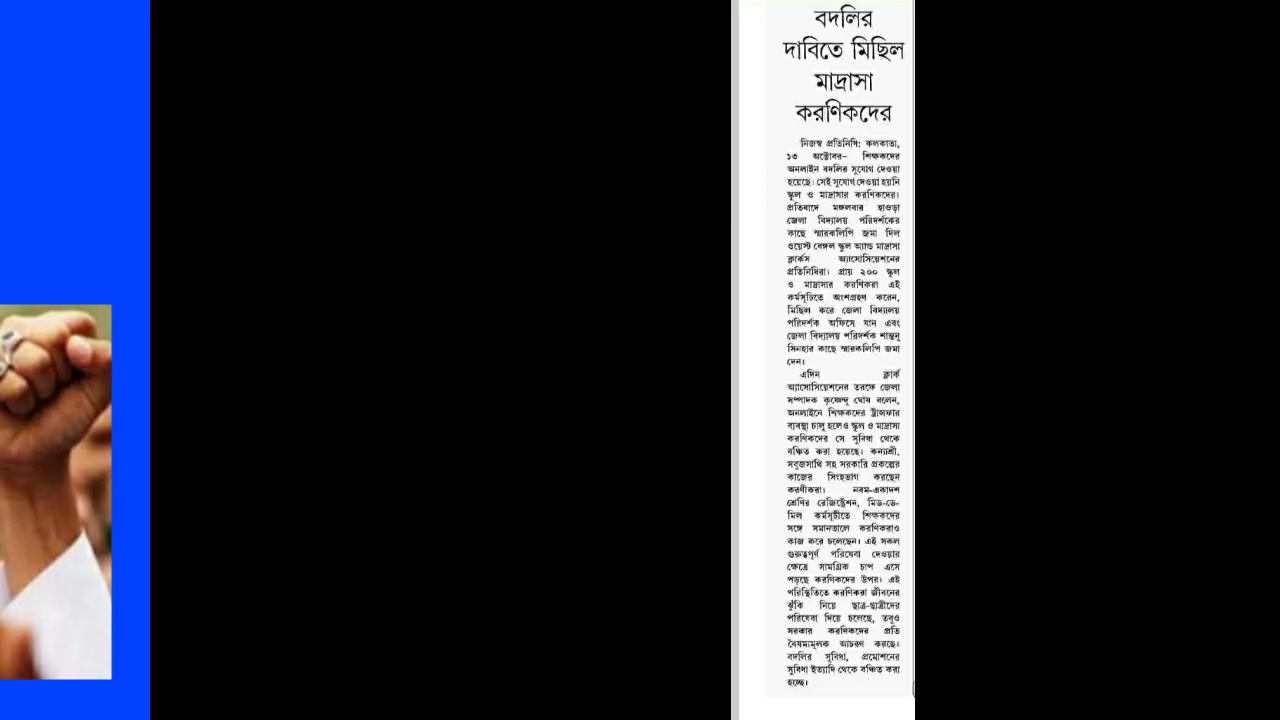 বদলির
দাবিতে মিছিল
মাদ্রাসা
করণিকদের
নিজস্ব প্রতিনিধি: কলকাতা,
১৩ অক্টোবর– শিক্ষকদের
অনলাইন বদলির সুযোগ দেওয়া
হয়েছে। সেই সুযোগ দেওয়া হয়নি
স্কুল ও মাদ্রাসার করণিকদের।
প্রতিবাদে মঙ্গলবার হাওড়া
জেলা বিদ্যালয় পরিদর্শকের
কাছে স্মারকলিপি জমা দিল
ওয়েস্ট বেঙ্গল স্কুল অ্যান্ড মাদ্রাসা
ক্লার্কস অ্যাসোসিয়েশনের
প্রতিনিধিরা। প্রায় ২০০ স্কুল
ও মাদ্রাসার করণিকরা এই
কর্মসূচিতে অংশগ্রহণ করেন,
মিছিল করে জেলা বিদ্যালয়
পরিদর্শক অফিসে যান এবং
জেলা বিদ্যালয় পরিদর্শক শান্তনু
সিনহার কাছে স্মারকলিপি জমা
দেন।
এদিন ক্লার্ক
অ্যাসোসিয়েশনের তরফে জেলা
সম্পাদক কৃষ্ণেন্দু ঘোষ বলেন,
অনলাইনে শিক্ষকদের ট্রান্সফার
ব্যবস্থা চালু হলেও স্কুল ও মাদ্রাসা
করণিকদের সে সুবিধা থেকে
বঞ্চিত করা হয়েছে। কন্যাশ্রী,
সবুজসাথি সহ সরকারি প্রকল্পের
কাজের সিংহভাগ করছেন
করণীকরা। নবম-একাদশ
শ্রেণির রেজিস্ট্রেশন, মিড-ডে-
মিল কর্মসূচীতে শিক্ষকদের
সঙ্গে সমানতালে করণিকরাও
কাজ করে চলেছেন। এই সকল
গুরুত্বপূর্ণ পরিষেবা দেওয়ার
ক্ষেত্রে সামগ্রিক চাপ এসে
পড়ছে করণিকদের উপর। এই
পরিস্থিতিতে করণিকরা জীবনের
ঝুঁকি নিয়ে ছাত্র-ছাত্রীদের
পরিষেবা দিয়ে চলেছে, তবুও
সরকার করণিকদের প্রতি
বৈষম্যমূলক আচরণ করছে।
বদলির সুবিধা, প্রমোশনের
সুবিধা ইত্যাদি থেকে বঞ্চিত করা
হচ্ছে।